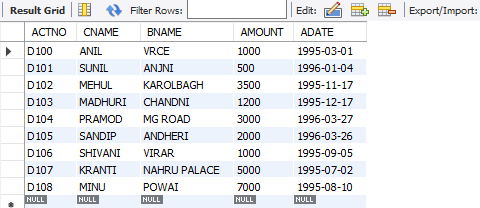 Result Grid Filter Rows: Edit: Export/Import:
ACTNO CNAME BNAME AMOUNT ADATE
D100 ANIL VRCE 1000 1995-03-01
D101 SUNIL ANJNI 500 1996-01-04
D102 MEHUL KAROLBAGH 3500 1995-11-17
D103 MADHURI CHANDNI 1200 1995-12-17
D104 PRAMOD MG ROAD 3000 1996-03-27
D105 SANDIP ANDHERI 2000 1996-03-26
D106 SHIVANI VIRAR 1000 1995-09-05
D107 KRANTI NAHRU PALACE 5000 1995-07-02
D108 MINU POWAI 7000 1995-08-10
NULL NULL NULL NULL NULL